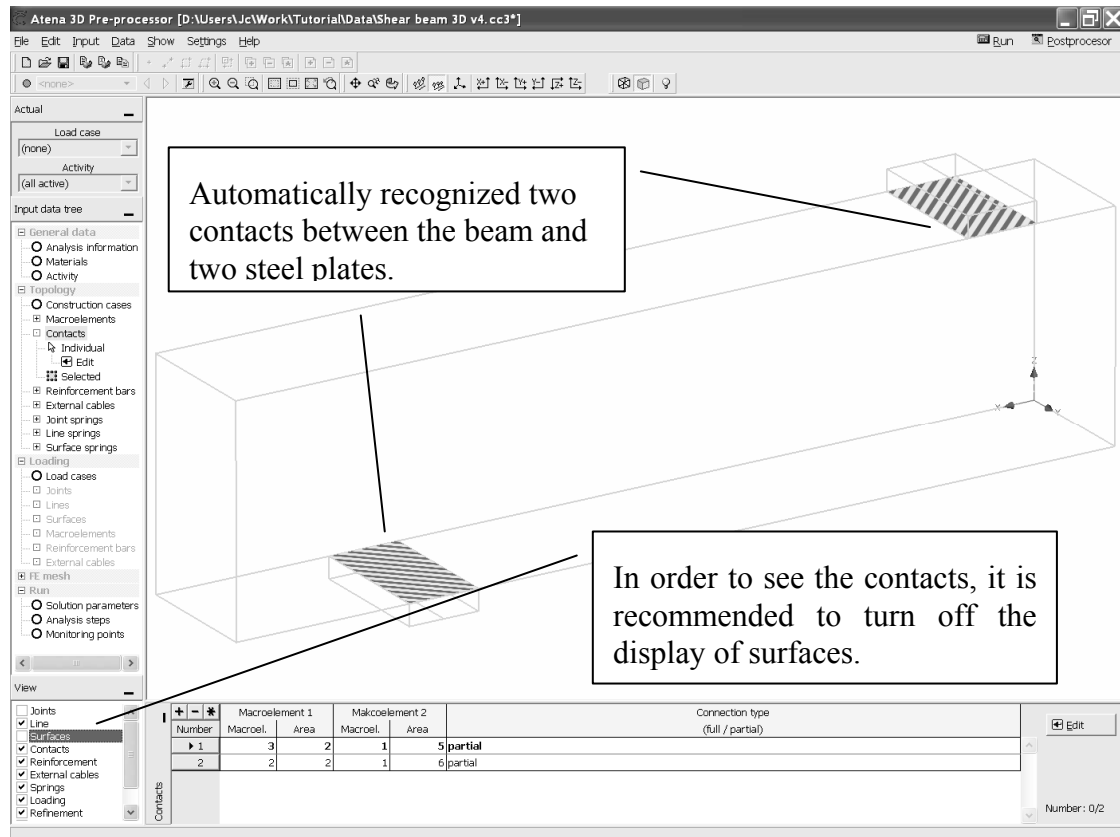 Atena 3D Pre-processor [D:\Users\Jc\Work\Tutorial\Data\Shear beam 3D v4.cc3*]
File Edit Input Data Show Settings Help
Run Postprocesor
<none>
Actual
Load case
(none)
Activity
(all active)
Input data tree
General data
Analysis information
Materials
Activity
Topology
Construction cases
Macroelements
Contacts
Individual
Edit
Selected
Reinforcement bars
External cables
Joint springs
Line springs
Surface springs
Loading
Load cases
Joints
Lines
Surfaces
Macroelements
Reinforcement bars
External cables
FE mesh
Run
Solution parameters
Analysis steps
Monitoring points
Automatically recognized two
contacts between the beam and
two steel plates.
Z
X Y
In order to see the contacts, it is
recommended to turn off the
display of surfaces.
View
Joints
Line
Surfaces
Contacts
Reinforcement
External cables
Springs
Loading
Refinement
Contacts
Macroelement 1 Makcoelement 2 Connection type
Number Macroel. Area Macroel. Area (full / partial)
1 3 2 1 5 partial
2 2 2 1 6 partial
Edit
Number: 0/2